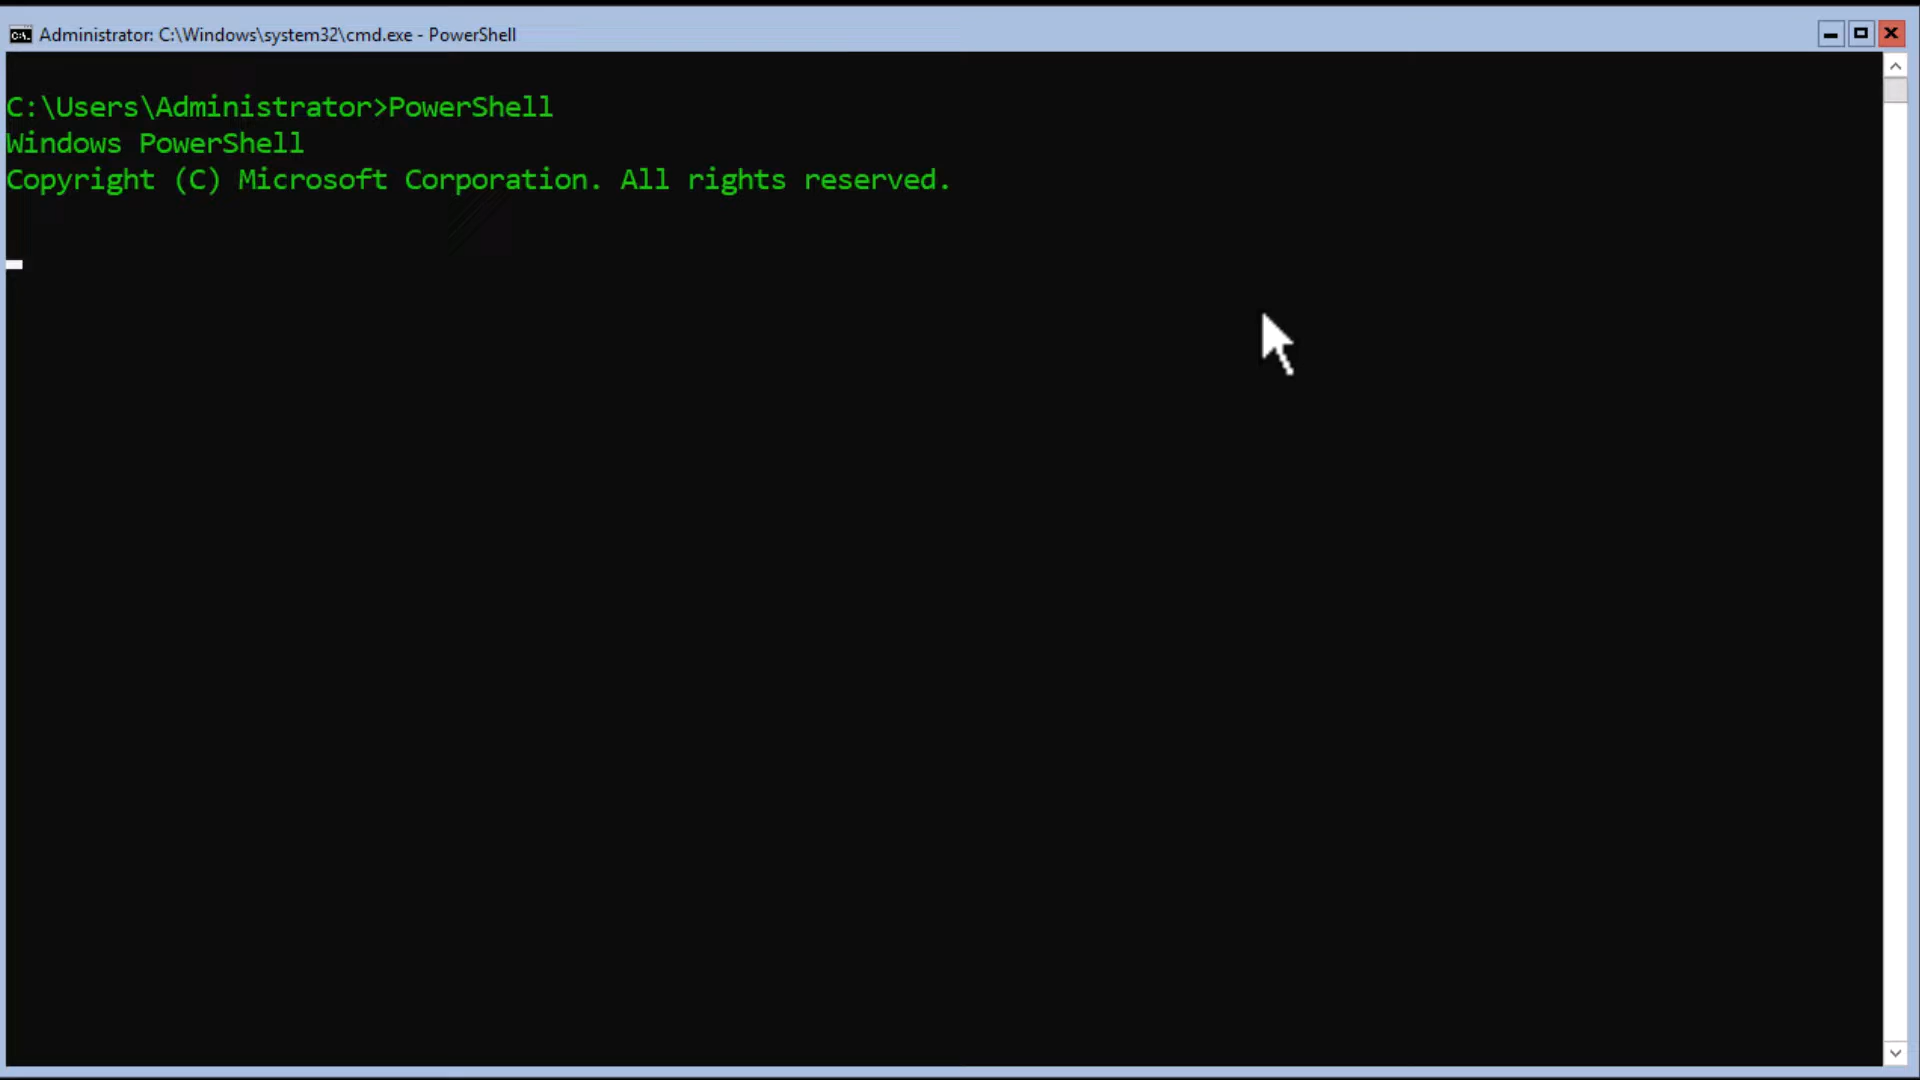 Administrator: C:\Windows\system32\cmd.exe - PowerShell
C:\Users\Administrator>PowerShell
Windows PowerShell
Copyright (C) Microsoft Corporation. All rights reserved.